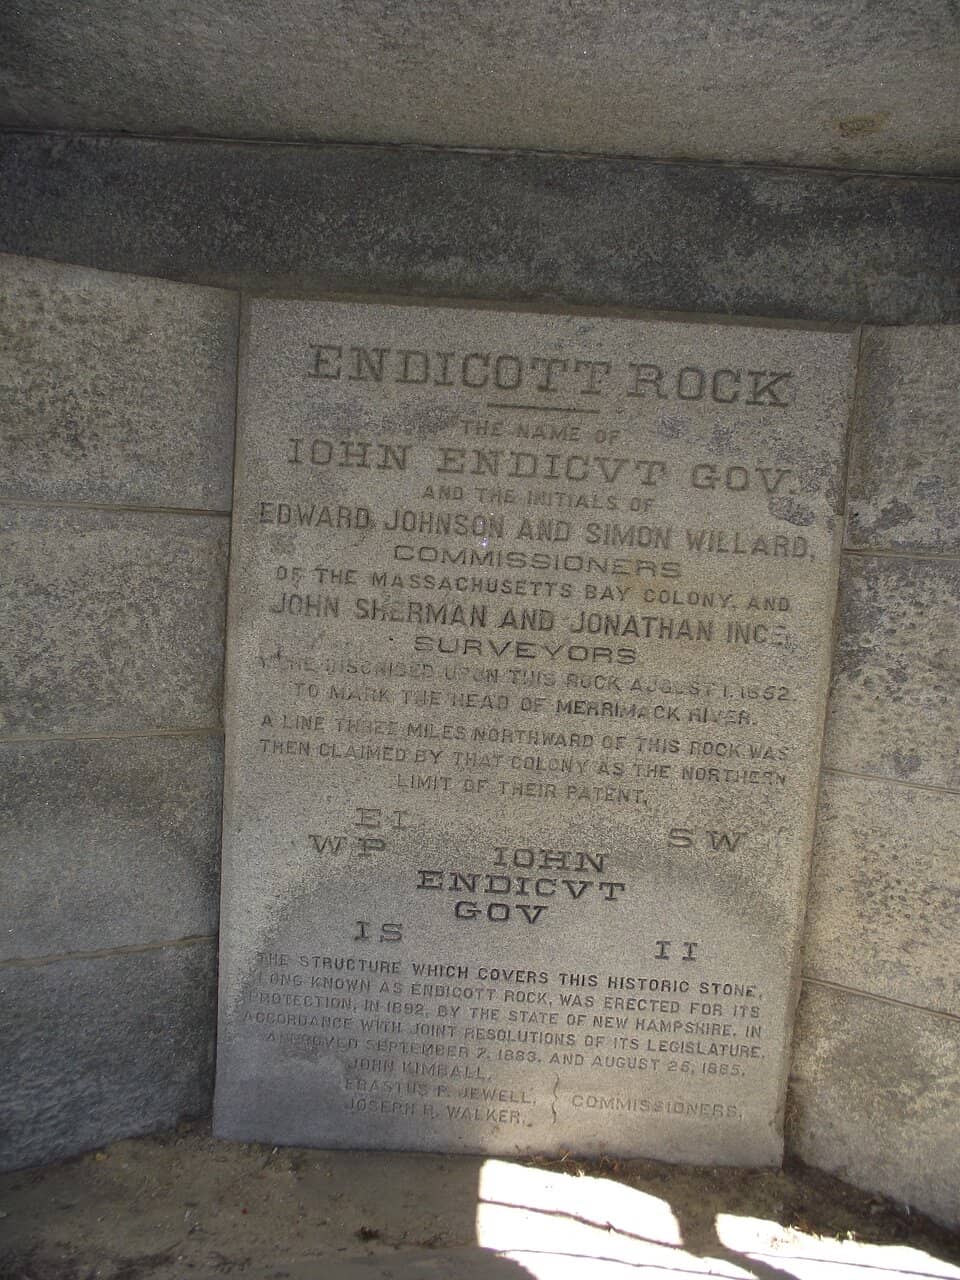 ENDICOTT ROCK
THE NAME OF
IOHN ENDICVT GOV.
AND THE INITIALS OF
EDWARD JOHNSON AND SIMON WILLARD,
COMMISSIONERS
OF THE MASSACHUSETTS BAY COLONY, AND
JOHN SHERMAN AND JONATHAN INCE,
SURVEYORS
WERE INSCRIBED UPON THIS ROCK AUGUST 1, 1652
TO MARK THE HEAD OF MERRIMACK RIVER.
A LINE THREE MILES NORTHWARD OF THIS ROCK WAS
THEN CLAIMED BY THAT COLONY AS THE NORTHERN
LIMIT OF THEIR PATENT.
EI SW
WP IOHN
ENDICVT
GOV
IS II
THE STRUCTURE WHICH COVERS THIS HISTORIC STONE,
LONG KNOWN AS ENDICOTT ROCK, WAS ERECTED FOR ITS
PROTECTION, IN 1892, BY THE STATE OF NEW HAMPSHIRE, IN
ACCORDANCE WITH JOINT RESOLUTIONS OF ITS LEGISLATURE,
APPROVED SEPTEMBER 7, 1883, AND AUGUST 25, 1885.
JOHN KIMBALL,
ERASTUS P. JEWELL, } COMMISSIONERS.
JOSEPH B. WALKER,